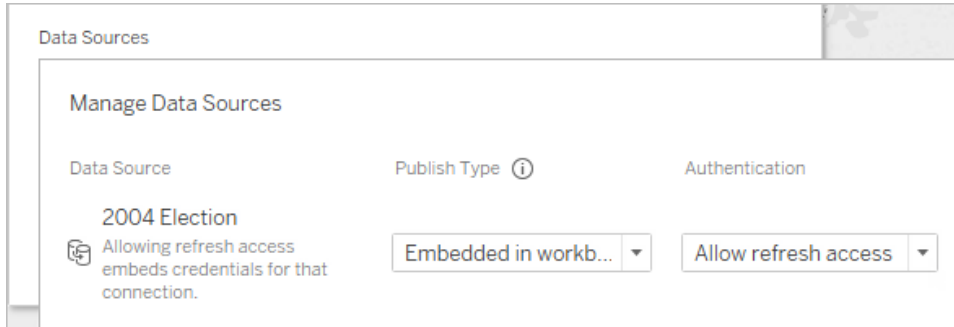 Data Sources
Manage Data Sources
Data Source Publish Type i Authentication
2004 Election
Allowing refresh access
embeds credentials for that
connection.
Embedded in workb... Allow refresh access